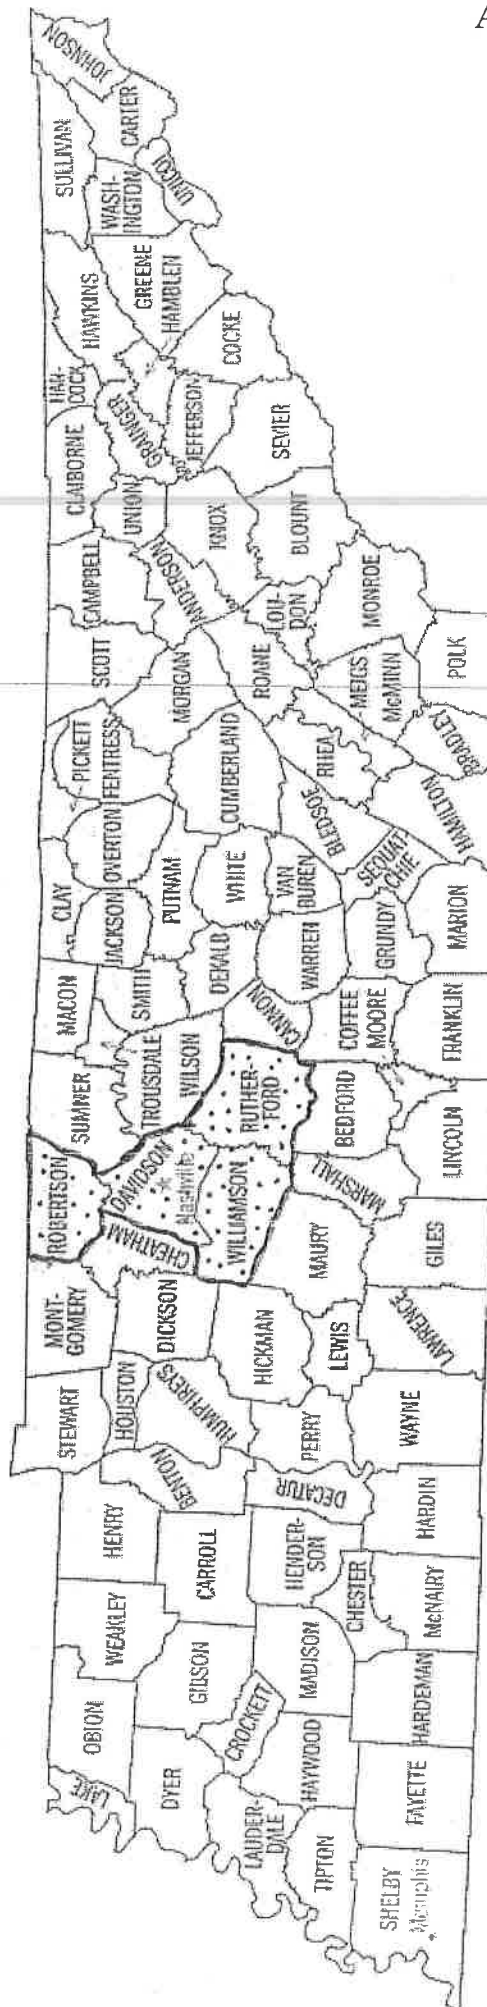 A
JOHNSON
SULLIVAN
CARTER
WASH-
INGTON
UNICOI
HAWKINS
GREENE
HAMBLEN
HAN-
COCK
COCKE
CLAIBORNE
GRAINGER
JEFFERSON
SEVIER
UNION
KNOX
BLOUNT
CAMPBELL
ANDERSON
LOU-
DON
MONROE
SCOTT
MORGAN
ROANE
MEIGS
McMINN
POLK
PICKETT
FENTRESS
CUMBERLAND
RHEA
BRADLEY
HAMILTON
OVERTON
CLAY
JACKSON
PUTNAM
WHITE
VAN
BUREN
BLEDSOE
SEQUAT
CHIE
MARION
GRUNDY
MACON
SMITH
DEKALB
WARREN
CANNON
COFFEE
MOORE
FRANKLIN
SUMNER
TROUSDALE
WILSON
RUTHER-
FORD
BEDFORD
LINCOLN
ROBERTSON
DAVIDSON
Nashville
WILLIAMSON
MARSHALL
CHEATHAM
MAURY
GILES
MONT-
GOMERY
DICKSON
HICKMAN
LEWIS
LAWRENCE
STEWART
HOUSTON
HUMPHREYS
PERRY
WAYNE
BENTON
DECATUR
HARDIN
HENRY
CARROLL
HENDER-
SON
CHESTER
McNAIRY
WEAKLEY
GIBSON
MADISON
HARDEMAN
OBION
CROCKETT
HAYWOOD
FAYETTE
LAKE
DYER
LAUDER-
DALE
TIPTON
SHELBY
Memphis